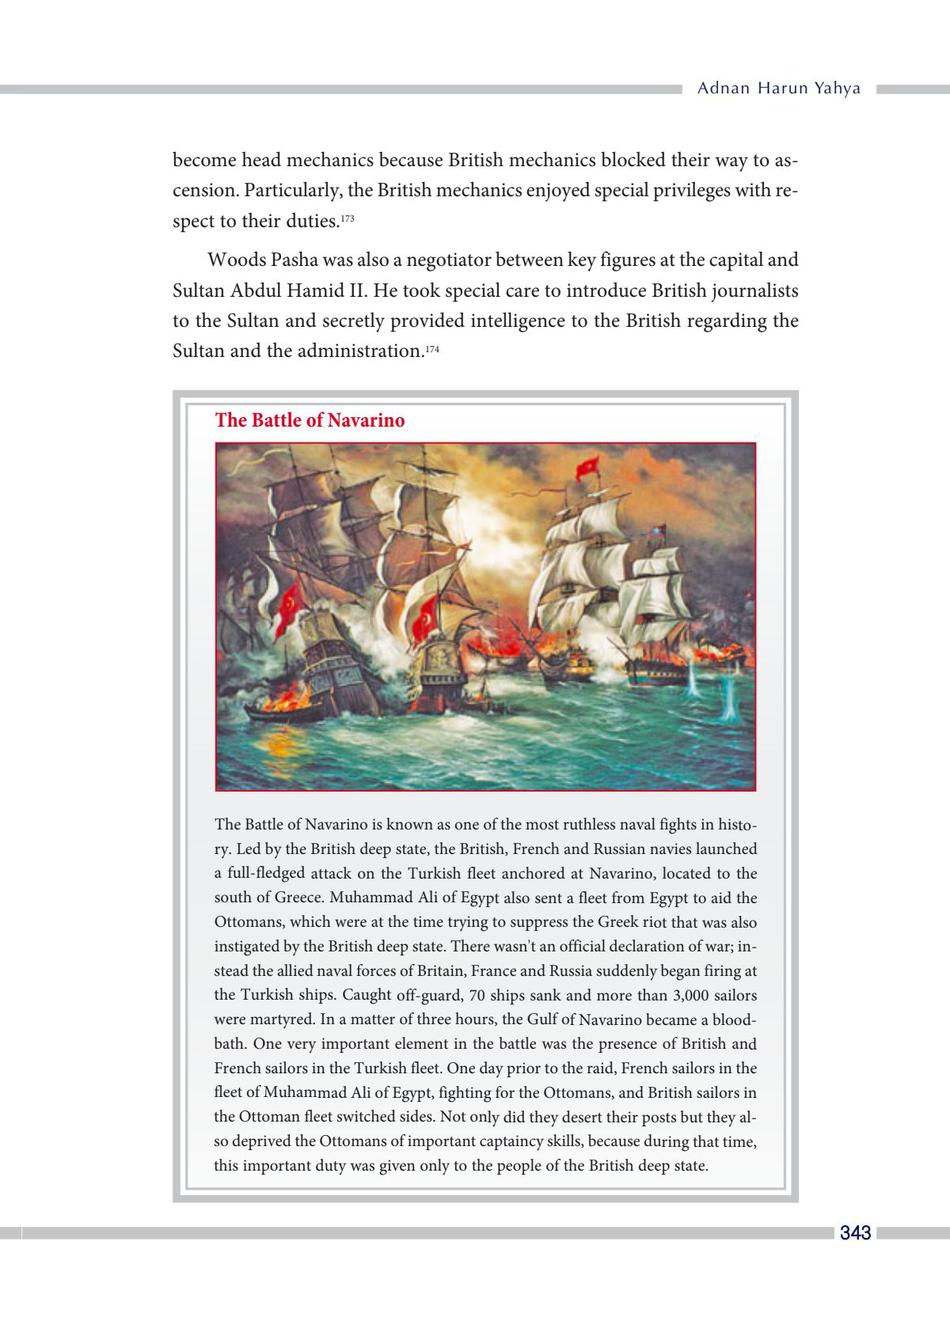 Adnan Harun Yahya
become head mechanics because British mechanics blocked their way to as-
cension. Particularly, the British mechanics enjoyed special privileges with re-
spect to their duties.173
Woods Pasha was also a negotiator between key figures at the capital and
Sultan Abdul Hamid II. He took special care to introduce British journalists
to the Sultan and secretly provided intelligence to the British regarding the
Sultan and the administration.174
The Battle of Navarino
The Battle of Navarino is known as one of the most ruthless naval fights in histo-
ry. Led by the British deep state, the British, French and Russian navies launched
a full-fledged attack on the Turkish fleet anchored at Navarino, located to the
south of Greece. Muhammad Ali of Egypt also sent a fleet from Egypt to aid the
Ottomans, which were at the time trying to suppress the Greek riot that was also
instigated by the British deep state. There wasn't an official declaration of war; in-
stead the allied naval forces of Britain, France and Russia suddenly began firing at
the Turkish ships. Caught off-guard, 70 ships sank and more than 3,000 sailors
were martyred. In a matter of three hours, the Gulf of Navarino became a blood-
bath. One very important element in the battle was the presence of British and
French sailors in the Turkish fleet. One day prior to the raid, French sailors in the
fleet of Muhammad Ali of Egypt, fighting for the Ottomans, and British sailors in
the Ottoman fleet switched sides. Not only did they desert their posts but they al-
so deprived the Ottomans of important captaincy skills, because during that time,
this important duty was given only to the people of the British deep state.
343